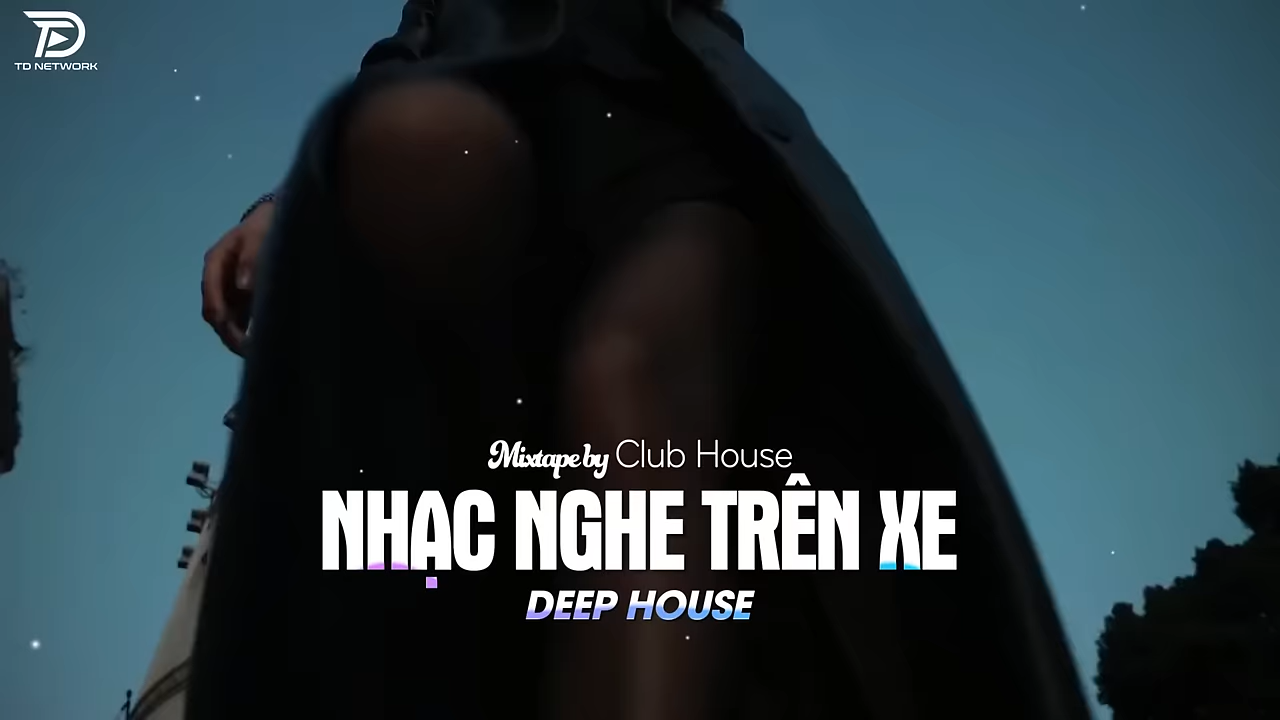 TD NETWORK
Mixtape by Club House
NHẠC NGHE TRÊN XE
DEEP HOUSE